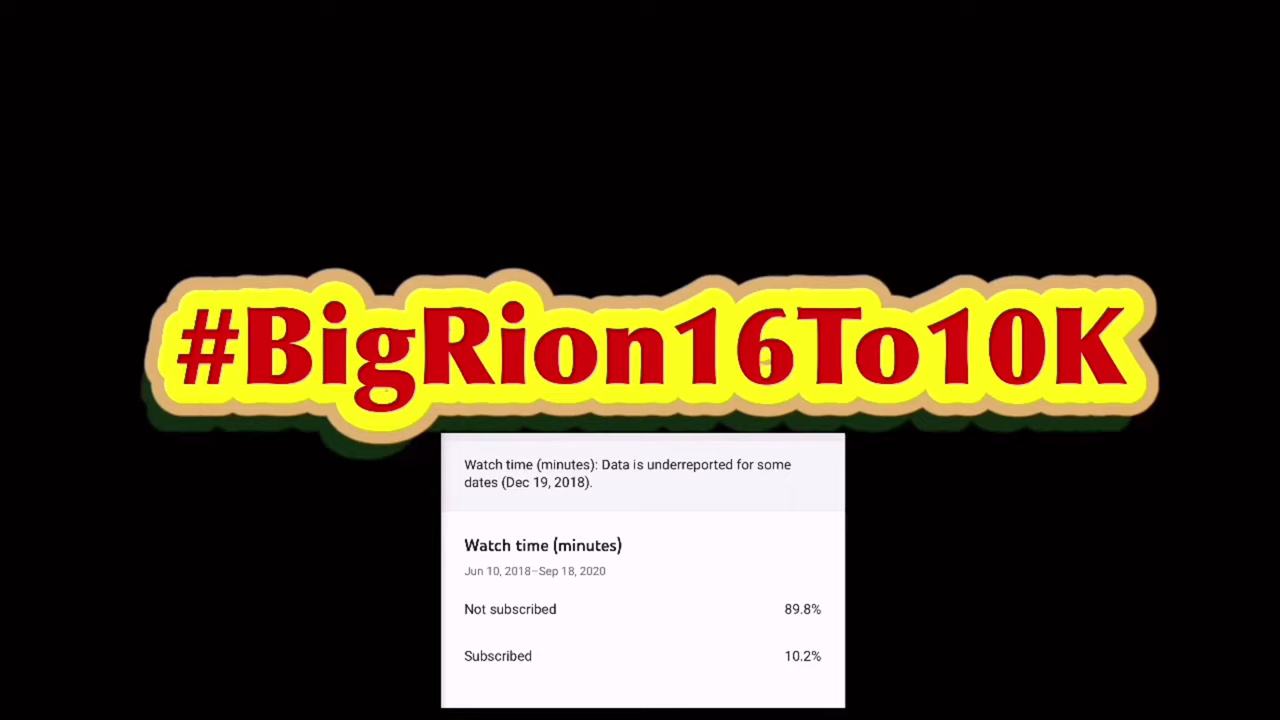 #BigRion16To10K
Watch time (minutes): Data is underreported for some
dates (Dec 19, 2018).
Watch time (minutes)
Jun 10, 2018–Sep 18, 2020
Not subscribed 89.8%
Subscribed 10.2%